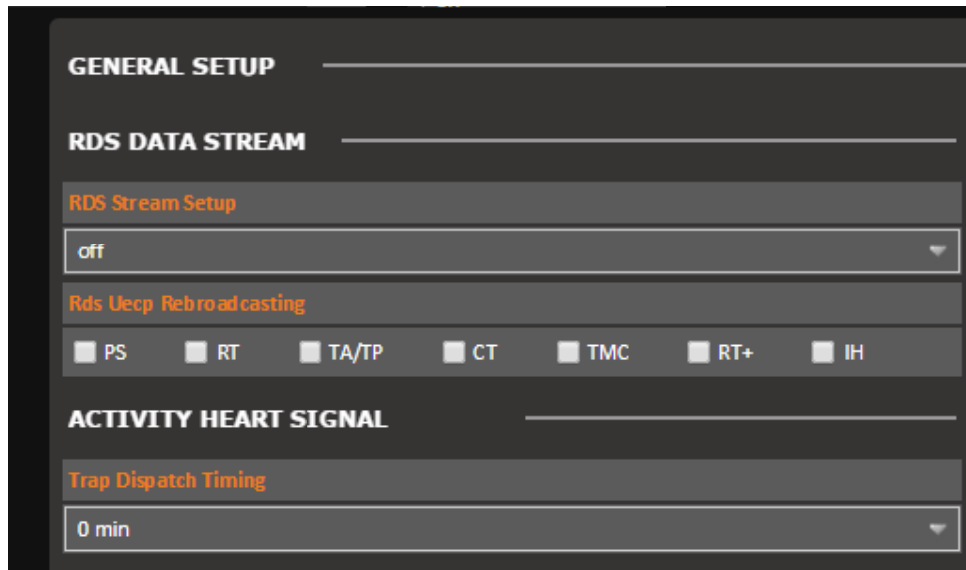 GENERAL SETUP
RDS DATA STREAM
RDS Stream Setup
off
Rds Uecp Rebroadcasting
PS RT TA/TP CT TMC RT+ IH
ACTIVITY HEART SIGNAL
Trap Dispatch Timing
0 min